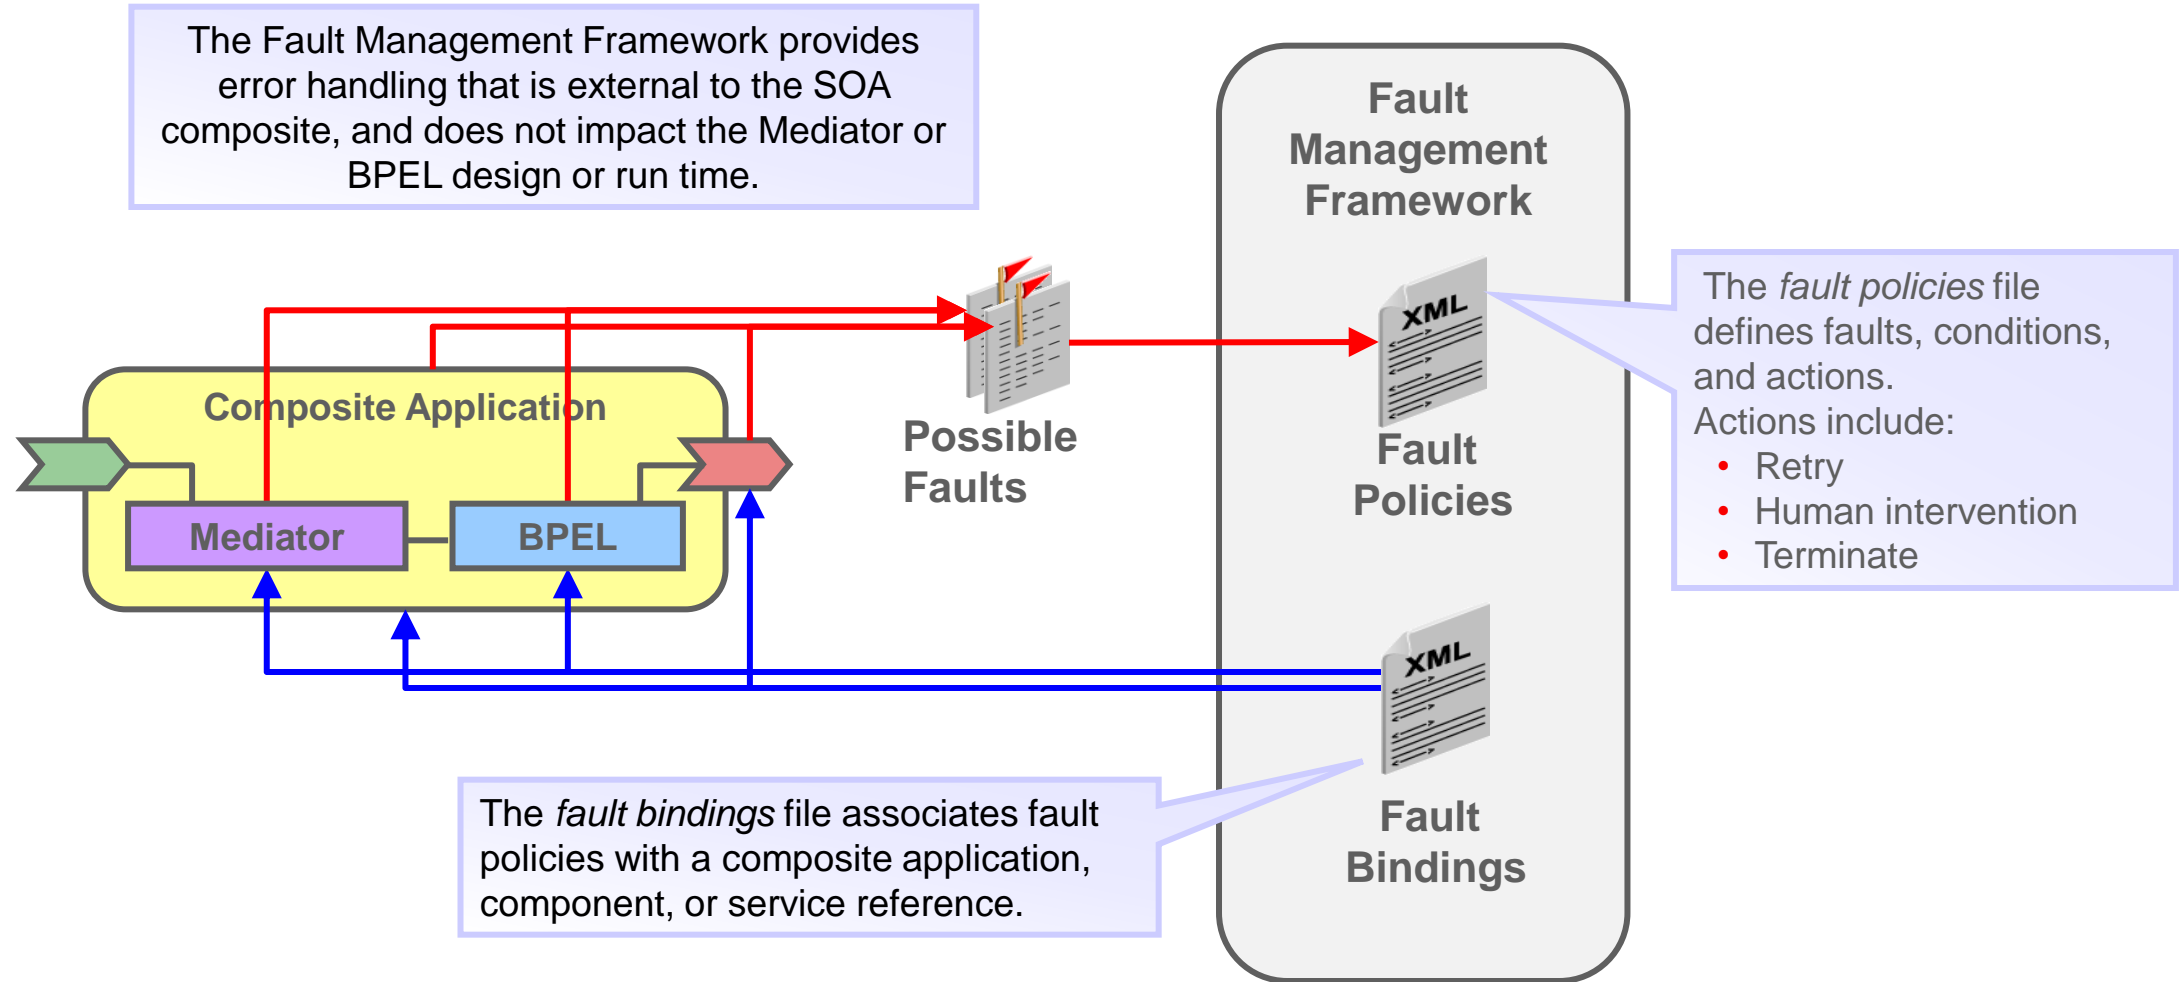 The Fault Management Framework provides
error handling that is external to the SOA
composite, and does not impact the Mediator or
BPEL design or run time.
Fault
Management
Framework
XML
The fault policies file
defines faults, conditions,
and actions.
Actions include:
• Retry
• Human intervention
• Terminate
Composite Application
Possible
Faults
Fault
Policies
Mediator
BPEL
XML
The fault bindings file associates fault
policies with a composite application,
component, or service reference.
Fault
Bindings